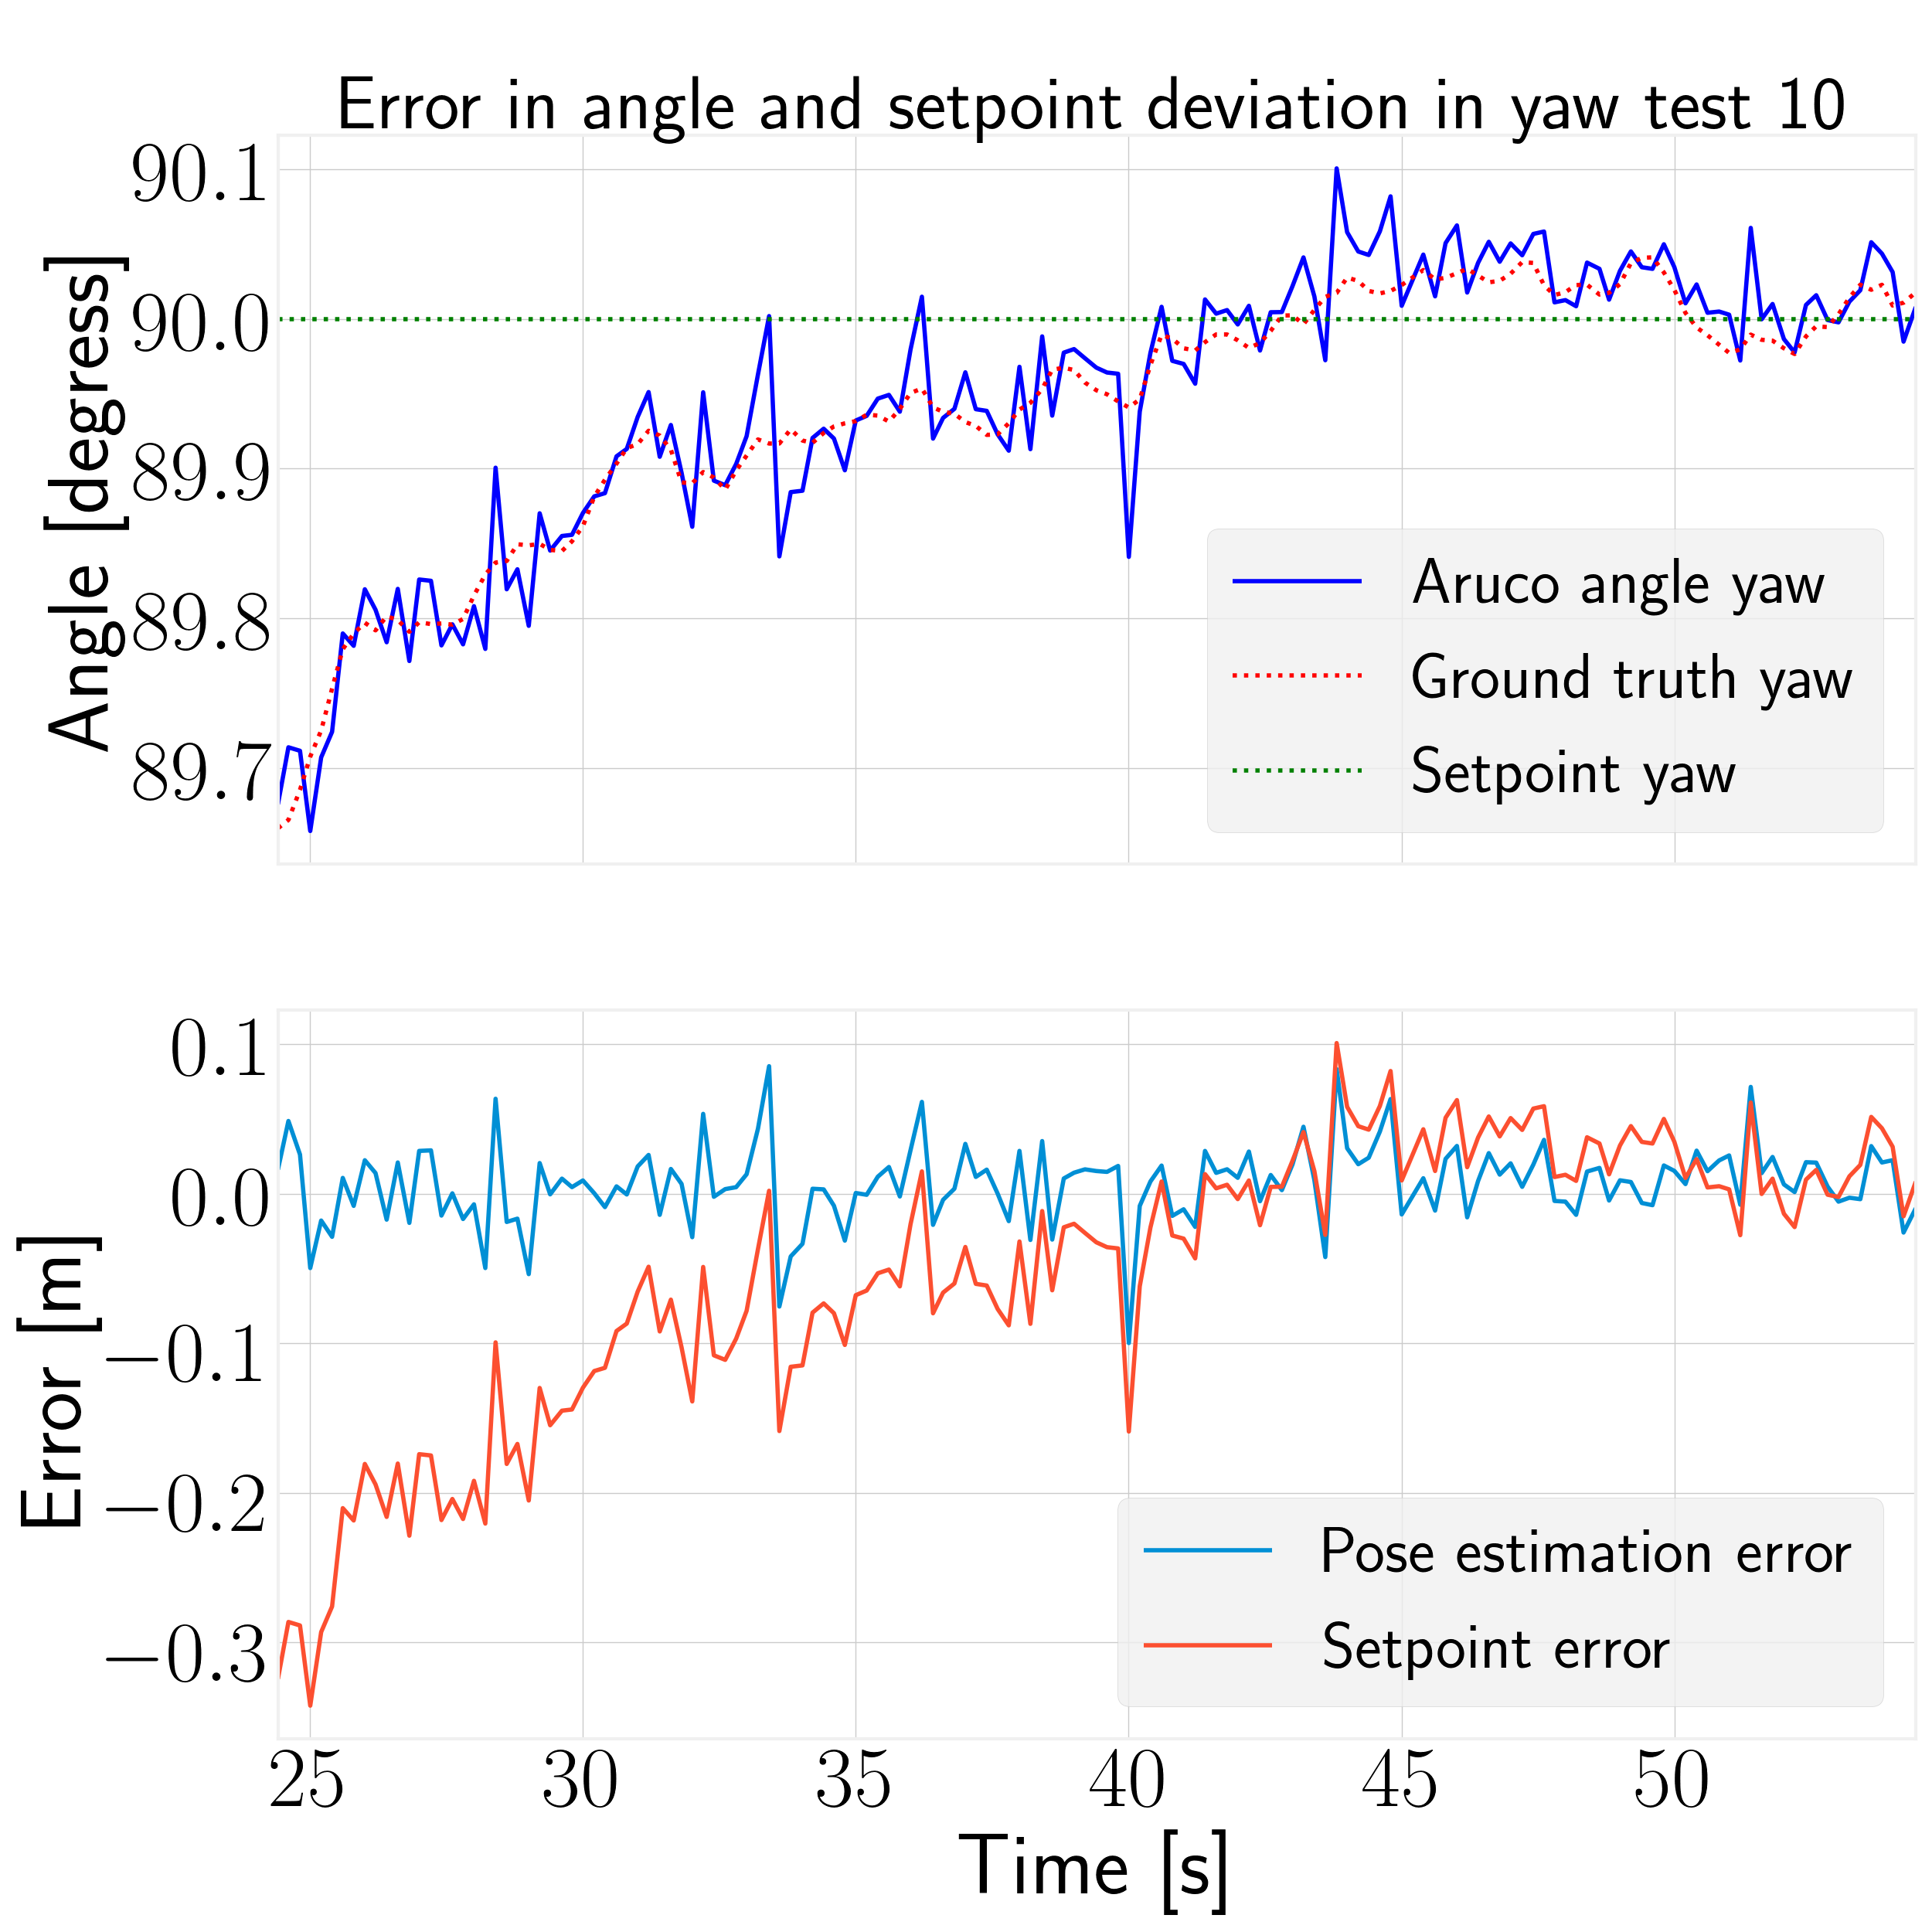 Error in angle and setpoint deviation in yaw test 10
Angle [degress]
90.1
90.0
89.9
89.8
89.7
Aruco angle yaw
Ground truth yaw
Setpoint yaw
Error [m]
0.1
0.0
−0.1
−0.2
−0.3
Pose estimation error
Setpoint error
25 30 35 40 45 50
Time [s]